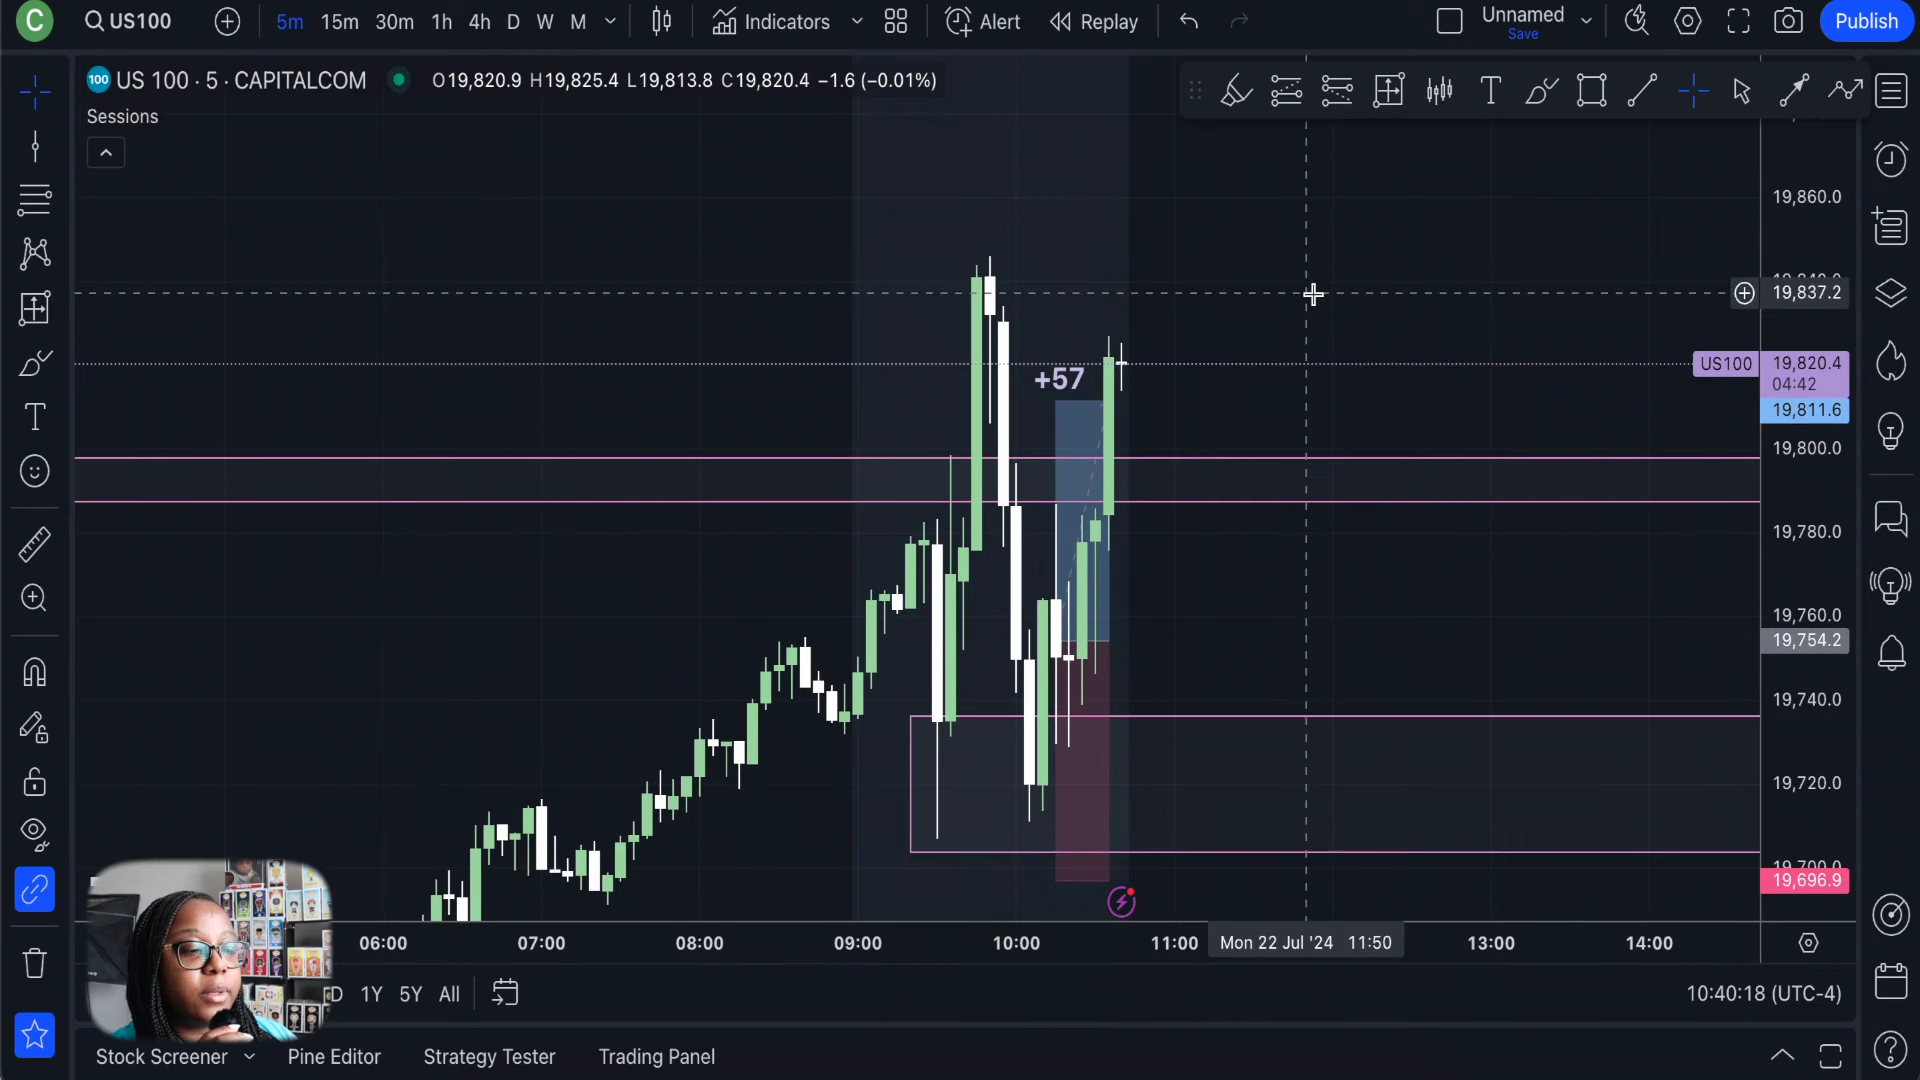 C
US100
5m 15m 30m 1h 4h D W M
Indicators
Alert
Replay
Unnamed
Save
Publish
100 US 100 · 5 · CAPITALCOM
O19,820.9 H19,825.4 L19,813.8 C19,820.4 −1.6 (−0.01%)
Sessions
19,860.0
19,837.2
+57
US100
19,820.4
04:42
19,811.6
19,800.0
19,780.0
19,760.0
19,754.2
19,740.0
19,720.0
19,700.0
19,696.9
06:00 07:00 08:00 09:00 10:00 11:00 Mon 22 Jul '24 11:50 13:00 14:00
D 1Y 5Y All
10:40:18 (UTC-4)
Stock Screener Pine Editor Strategy Tester Trading Panel